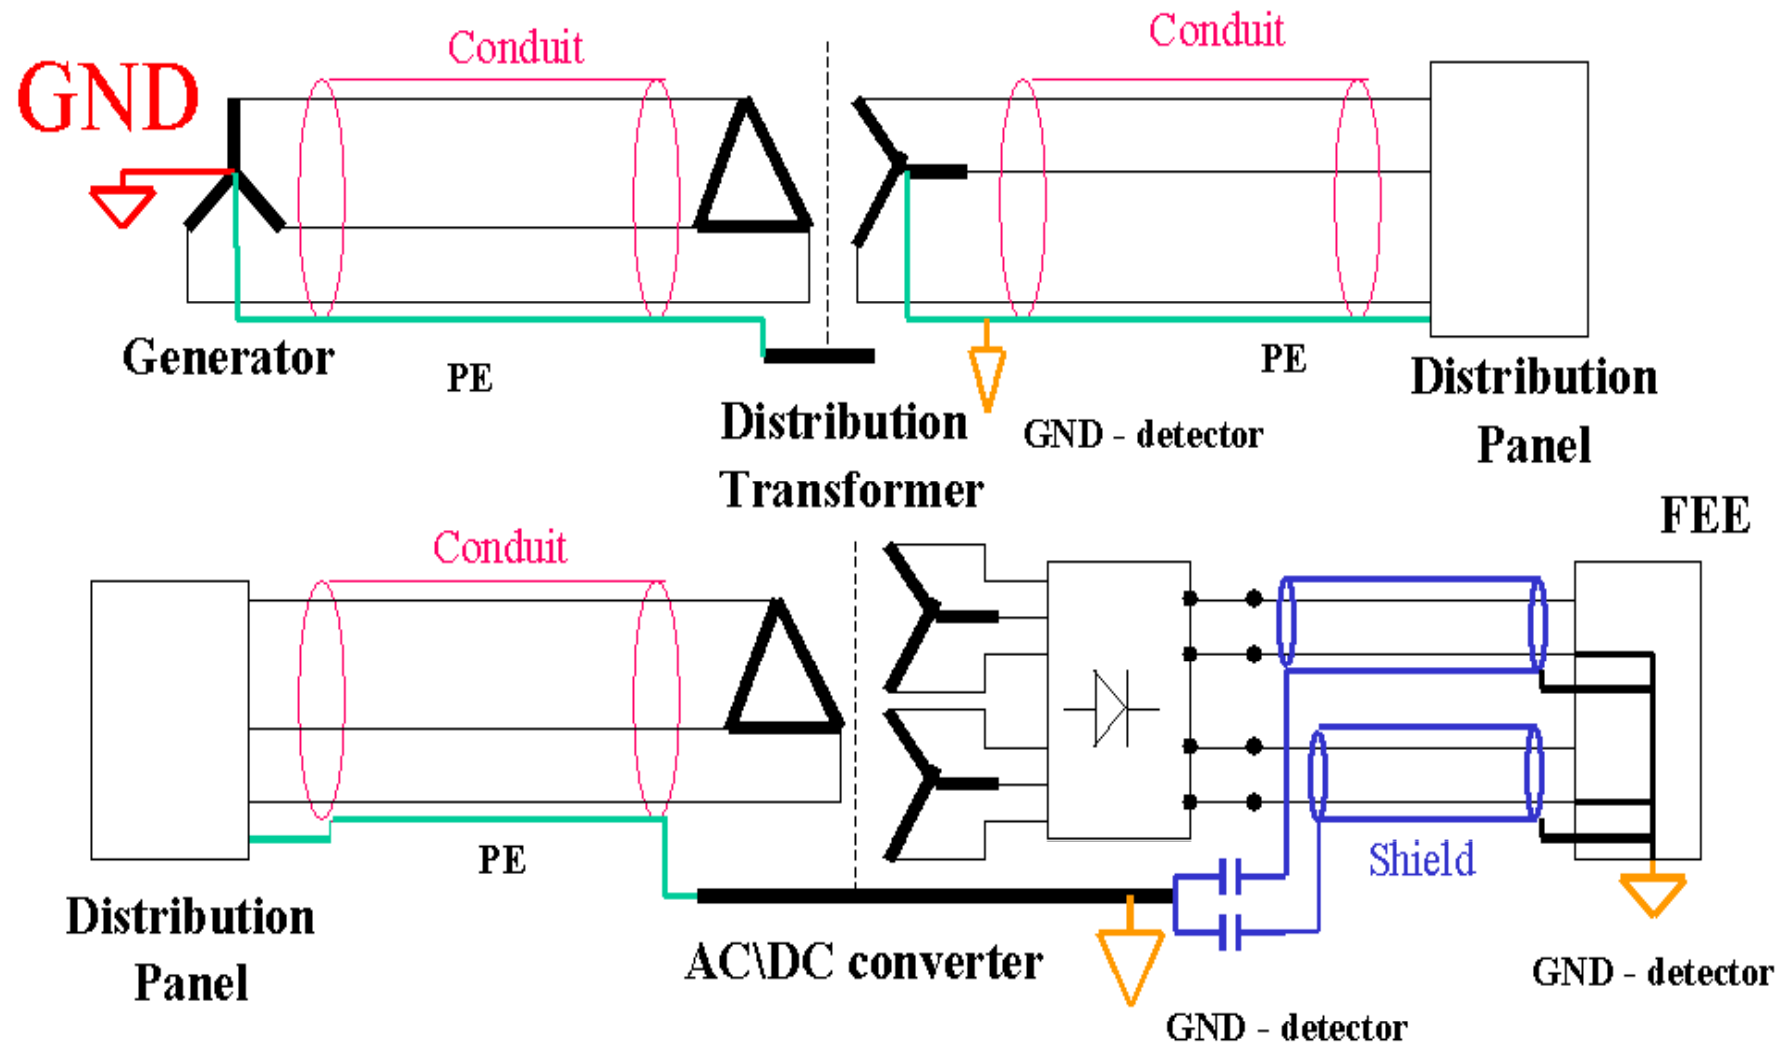 Conduit
Conduit
GND
Generator
PE
PE
Distribution
Transformer
GND - detector
Distribution
Panel
FEE
Conduit
PE
Shield
Distribution
Panel
AC\DC converter
GND - detector
GND - detector